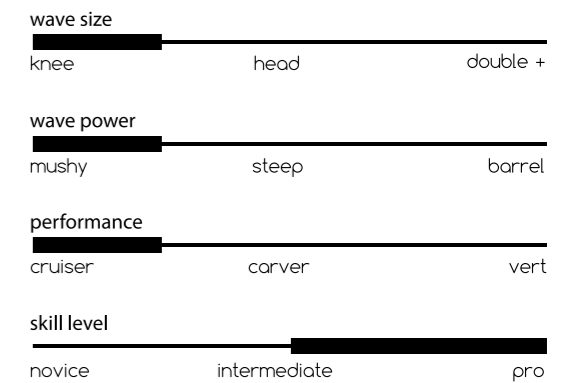 wave size
knee head double +
wave power
mushy steep barrel
performance
cruiser carver vert
skill level
novice intermediate pro